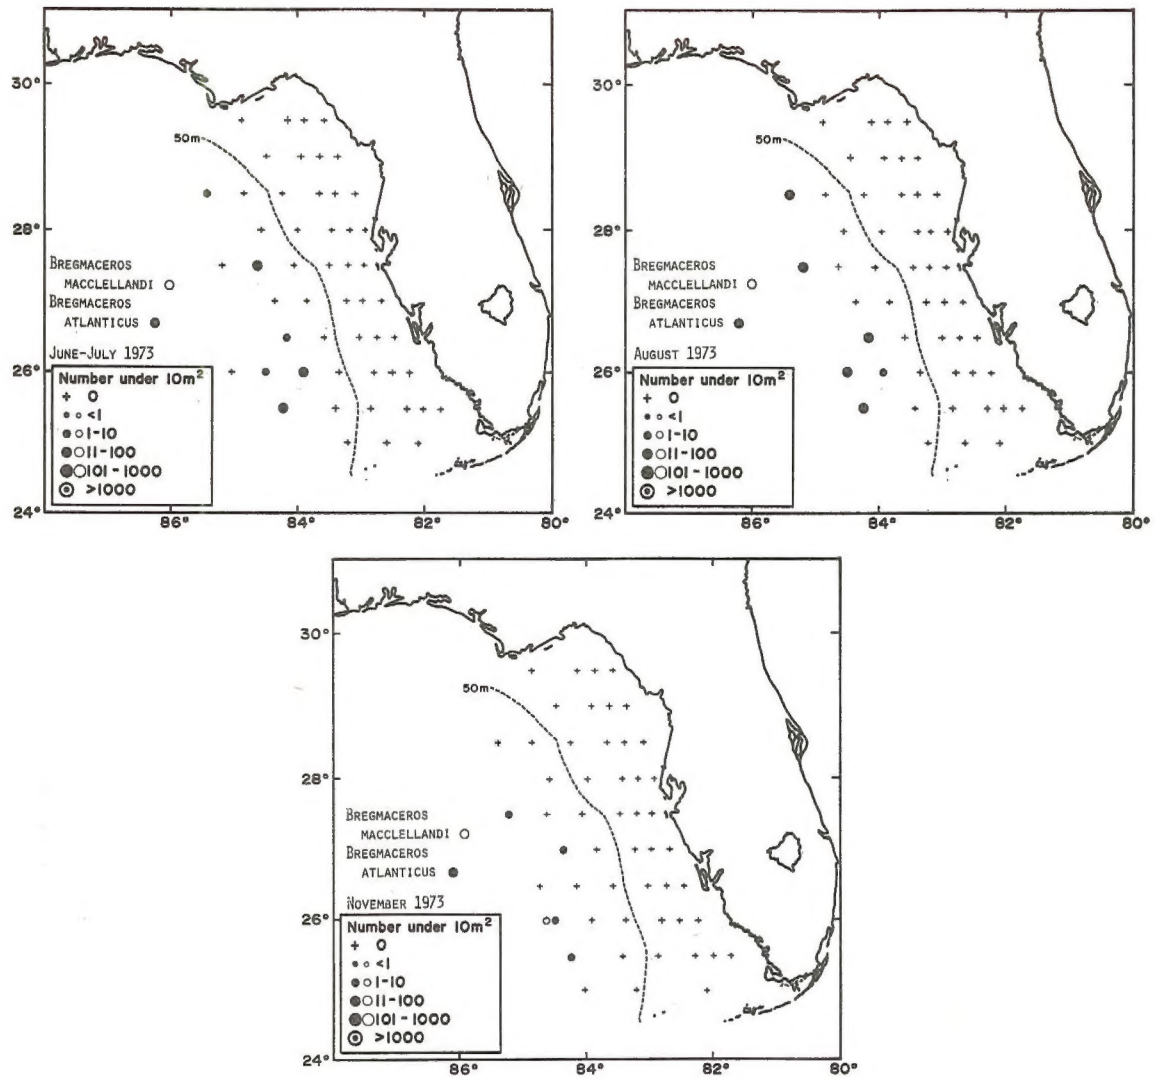 50m
30°
28°
26°
24°
86°
84°
82°
80°
BREGMACEROS
MACCLELLANDI ○
BREGMACEROS
ATLANTICUS ●
JUNE-JULY 1973
Number under 10m²
+ 0
<1
1-10
11-100
101-1000
>1000
50m
30°
28°
26°
24°
86°
84°
82°
80°
BREGMACEROS
MACCLELLANDI ○
BREGMACEROS
ATLANTICUS ●
AUGUST 1973
Number under 10m²
+ 0
<1
1-10
11-100
101-1000
>1000
50m
30°
28°
26°
24°
86°
84°
82°
80°
BREGMACEROS
MACCLELLANDI ○
BREGMACEROS
ATLANTICUS ●
NOVEMBER 1973
Number under 10m²
+ 0
<1
1-10
11-100
101-1000
>1000